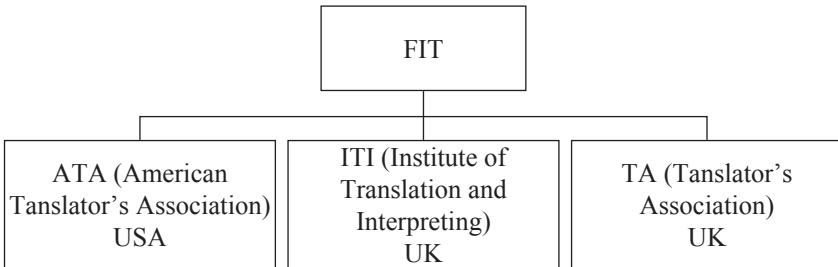 FIT
ATA (American
Tanslator’s Association)
USA
ITI (Institute of
Translation and
Interpreting)
UK
TA (Tanslator’s
Association)
UK